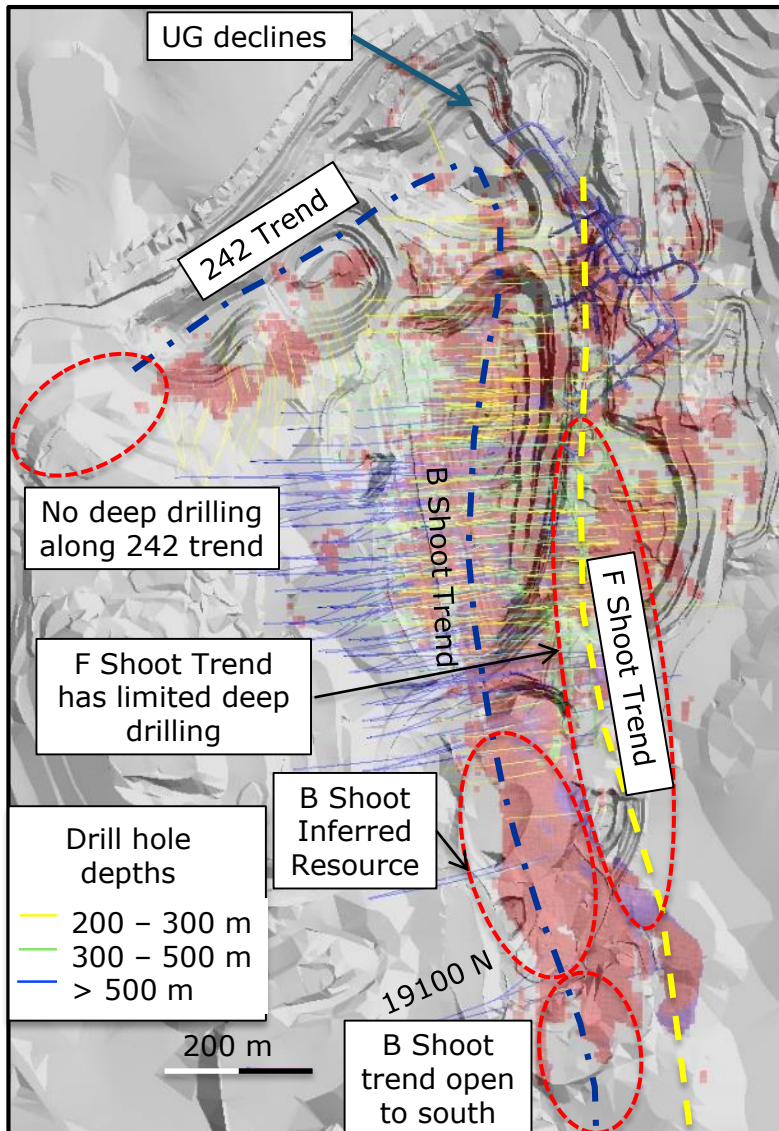 UG declines
242 Trend
No deep drilling
along 242 trend
B Shoot Trend
F Shoot Trend
F Shoot Trend
has limited deep
drilling
B Shoot
Inferred
Resource
Drill hole
depths
200 – 300 m
300 – 500 m
> 500 m
19100 N
200 m
B Shoot
trend open
to south